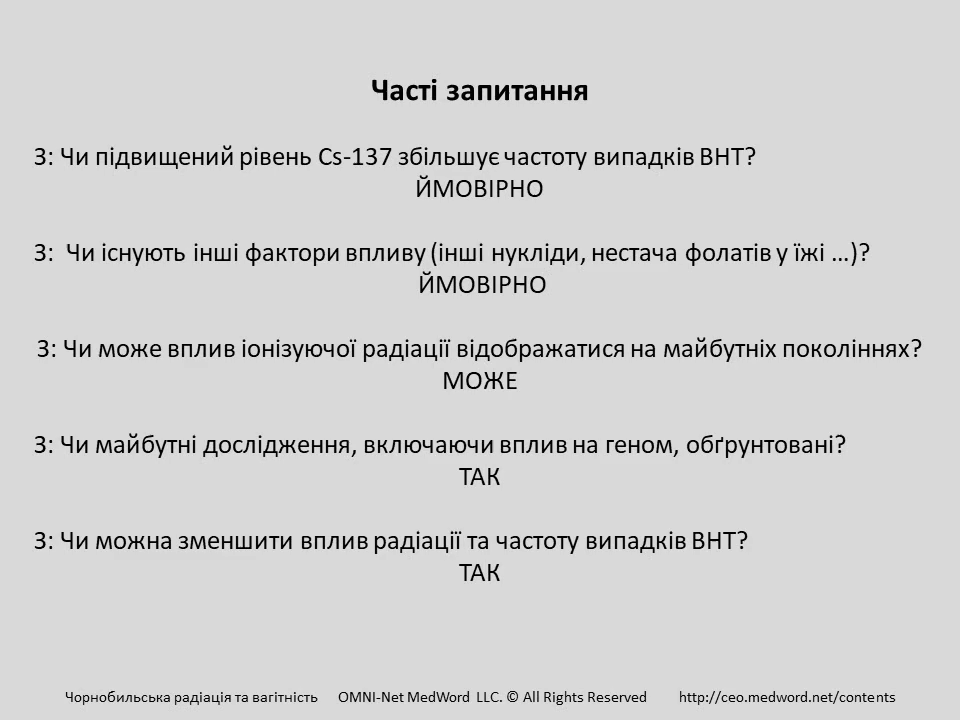 Часті запитання
З: Чи підвищений рівень Cs-137 збільшує частоту випадків ВНТ?
ЙМОВІРНО
З: Чи існують інші фактори впливу (інші нукліди, нестача фолатів у їжі ...)?
ЙМОВІРНО
З: Чи може вплив іонізуючої радіації відображатися на майбутніх поколіннях?
МОЖЕ
З: Чи майбутні дослідження, включаючи вплив на геном, обґрунтовані?
ТАК
З: Чи можна зменшити вплив радіації та частоту випадків ВНТ?
ТАК
Чорнобильська радіація та вагітність OMNI-Net MedWord LLC. © All Rights Reserved http://ceo.medword.net/contents